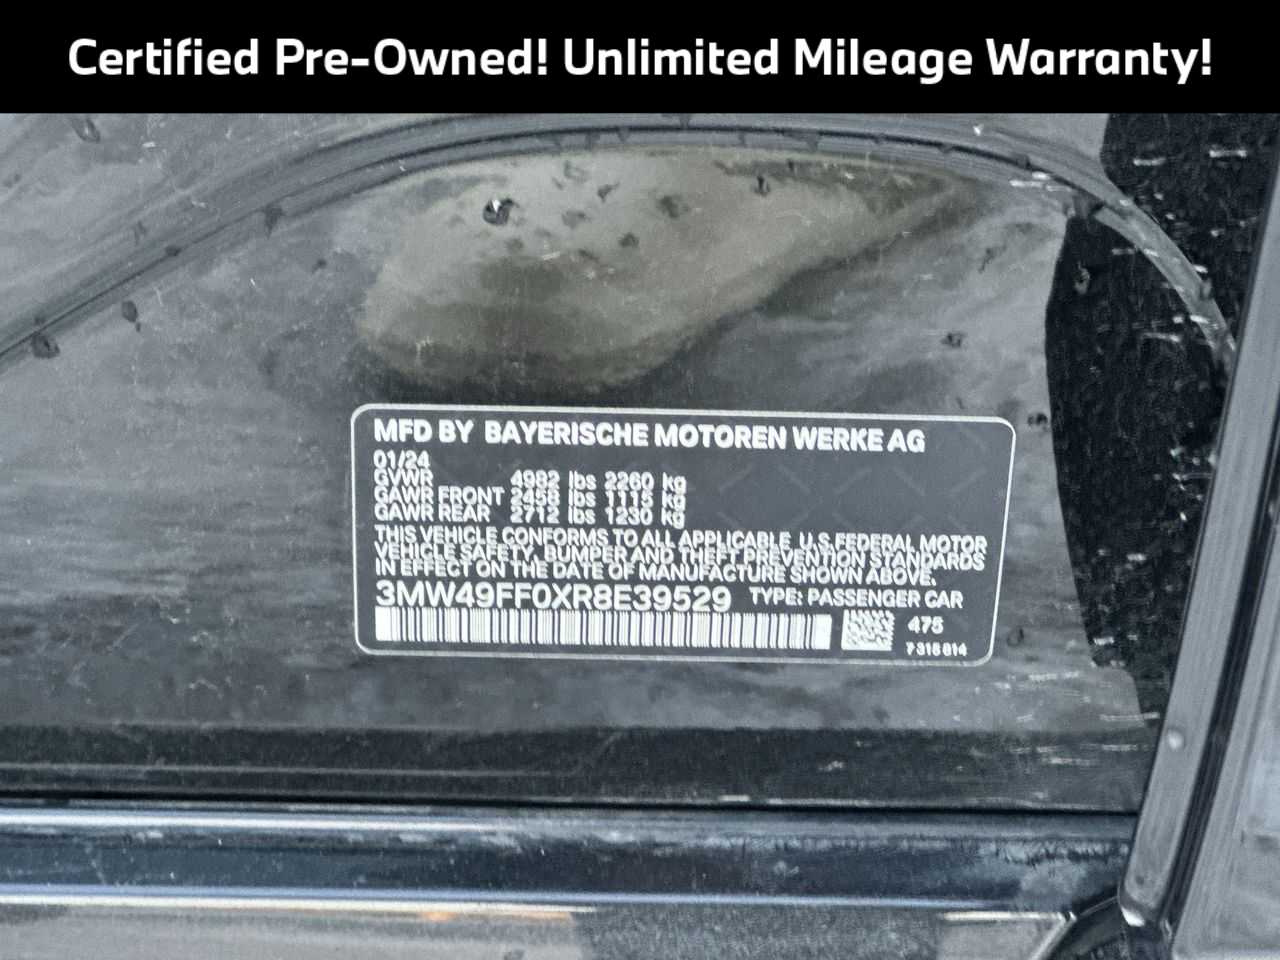 Certified Pre-Owned! Unlimited Mileage Warranty!
MFD BY BAYERISCHE MOTOREN WERKE AG
01/24
GVWR 4982 lbs 2260 kg
GAWR FRONT 2458 lbs 1115 kg
GAWR REAR 2712 lbs 1230 kg
THIS VEHICLE CONFORMS TO ALL APPLICABLE U.S.FEDERAL MOTOR
VEHICLE SAFETY, BUMPER AND THEFT PREVENTION STANDARDS
IN EFFECT ON THE DATE OF MANUFACTURE SHOWN ABOVE.
3MW49FF0XR8E39529 TYPE: PASSENGER CAR
475
7 316 814